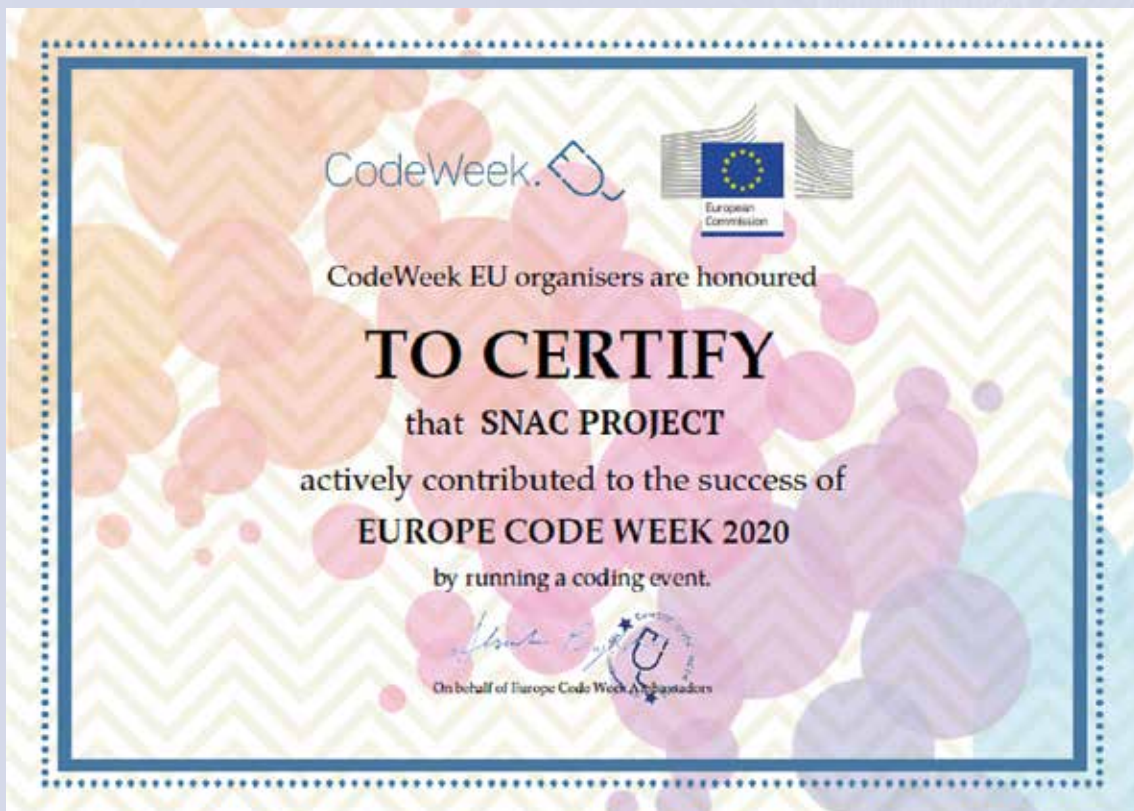 CodeWeek.
European
Commission
CodeWeek EU organisers are honoured
TO CERTIFY
that SNAC PROJECT
actively contributed to the success of
EUROPE CODE WEEK 2020
by running a coding event.
On behalf of Europe Code Week Ambassadors